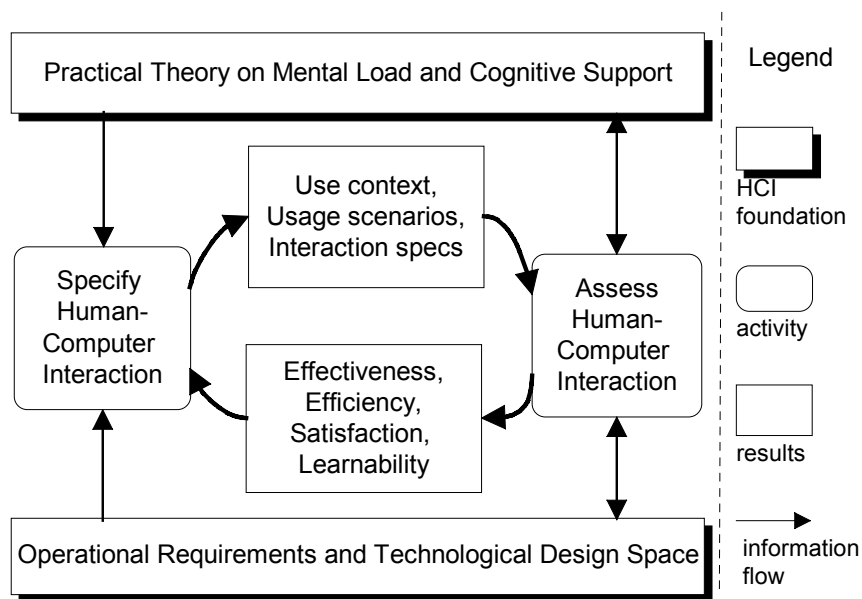 Practical Theory on Mental Load and Cognitive Support
Use context,
Usage scenarios,
Interaction specs
Specify
Human-
Computer
Interaction
Assess
Human-
Computer
Interaction
Effectiveness,
Efficiency,
Satisfaction,
Learnability
Operational Requirements and Technological Design Space
Legend
HCI
foundation
activity
results
information
flow